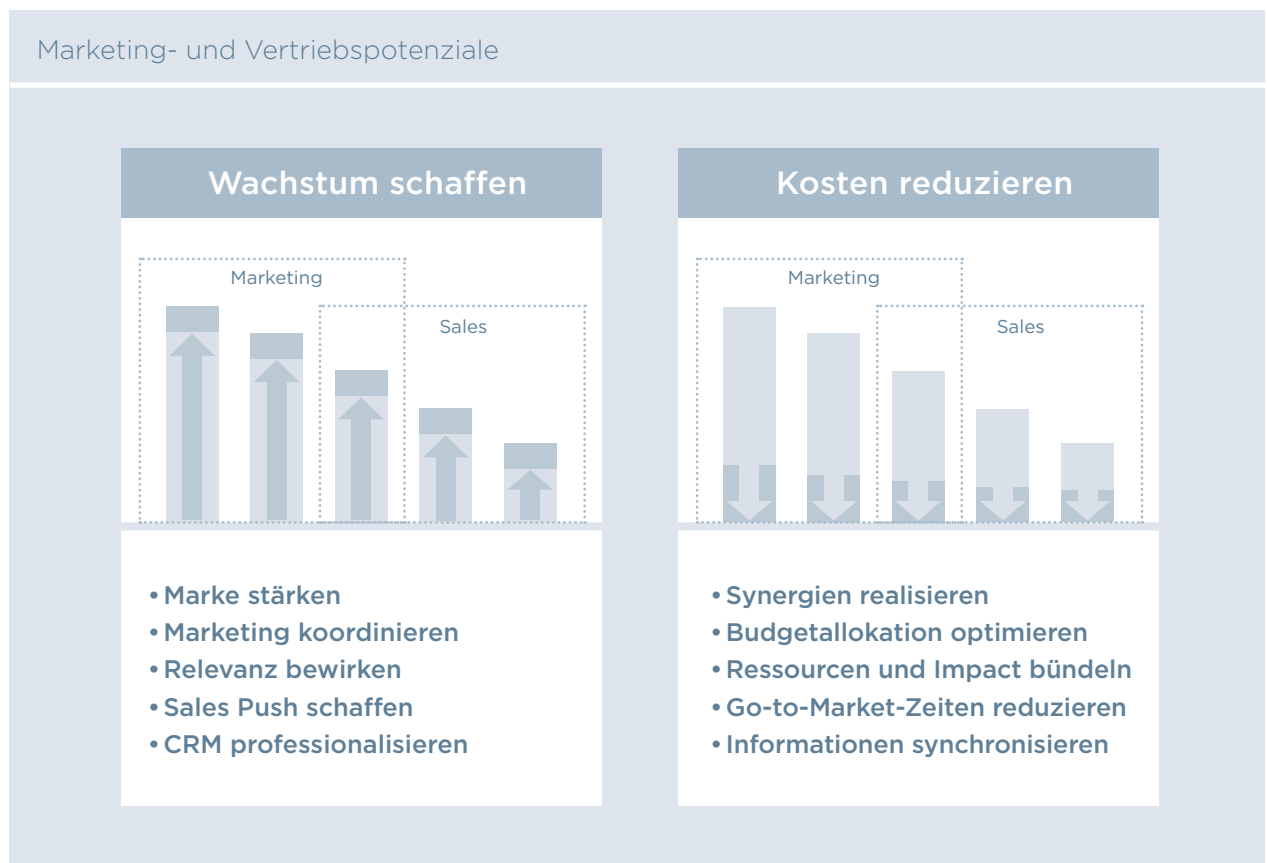 Marketing- und Vertriebspotenziale
Wachstum schaffen
Marketing
Sales
• Marke stärken
• Marketing koordinieren
• Relevanz bewirken
• Sales Push schaffen
• CRM professionalisieren
Kosten reduzieren
Marketing
Sales
• Synergien realisieren
• Budgetallokation optimieren
• Ressourcen und Impact bündeln
• Go-to-Market-Zeiten reduzieren
• Informationen synchronisieren